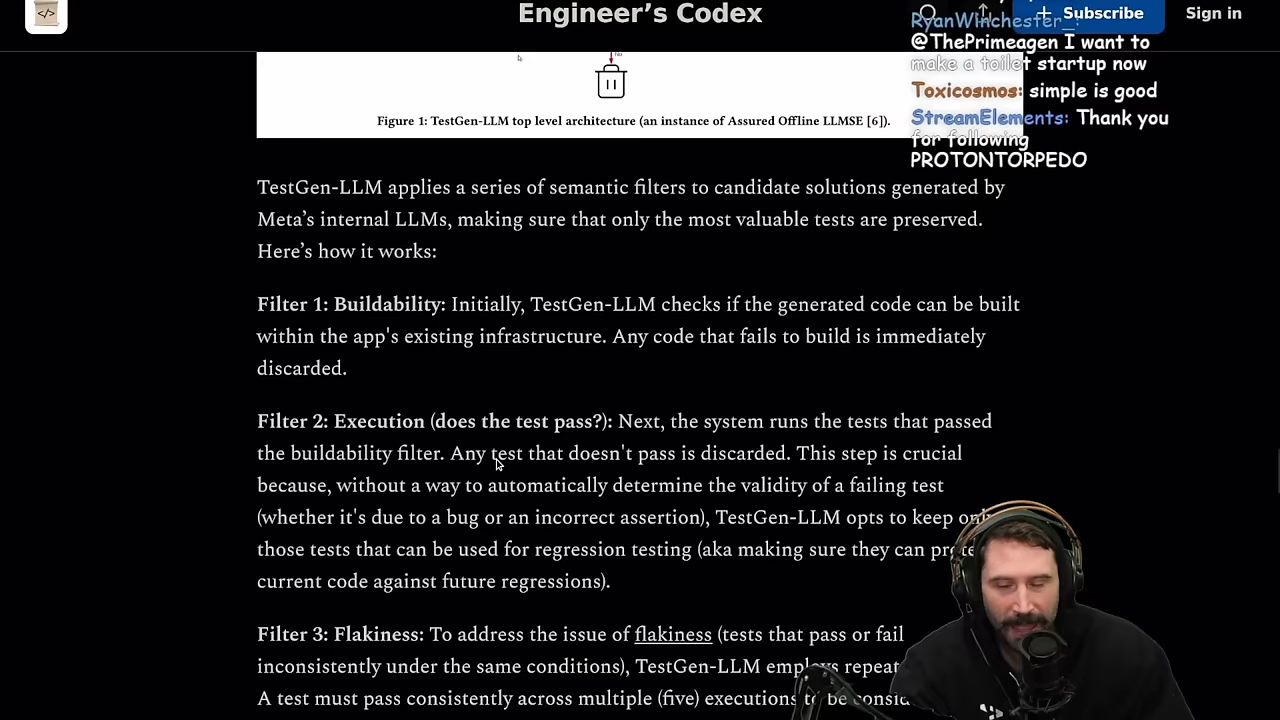 Engineer's Codex
Subscribe
Sign in
RyanWinchester_:
@ThePrimeagen I want to
make a toilet startup now
Toxicosmos: simple is good
StreamElements: Thank you
for following
PROTONTORPEDO
Figure 1: TestGen-LLM top level architecture (an instance of Assured Offline LLMSE [6]).
TestGen-LLM applies a series of semantic filters to candidate solutions generated by
Meta’s internal LLMs, making sure that only the most valuable tests are preserved.
Here’s how it works:
Filter 1: Buildability: Initially, TestGen-LLM checks if the generated code can be built
within the app's existing infrastructure. Any code that fails to build is immediately
discarded.
Filter 2: Execution (does the test pass?): Next, the system runs the tests that passed
the buildability filter. Any test that doesn't pass is discarded. This step is crucial
because, without a way to automatically determine the validity of a failing test
(whether it's due to a bug or an incorrect assertion), TestGen-LLM opts to keep only
those tests that can be used for regression testing (aka making sure they can prote
current code against future regressions).
Filter 3: Flakiness: To address the issue of flakiness (tests that pass or fail
inconsistently under the same conditions), TestGen-LLM employs repeat
A test must pass consistently across multiple (five) executions to be consid